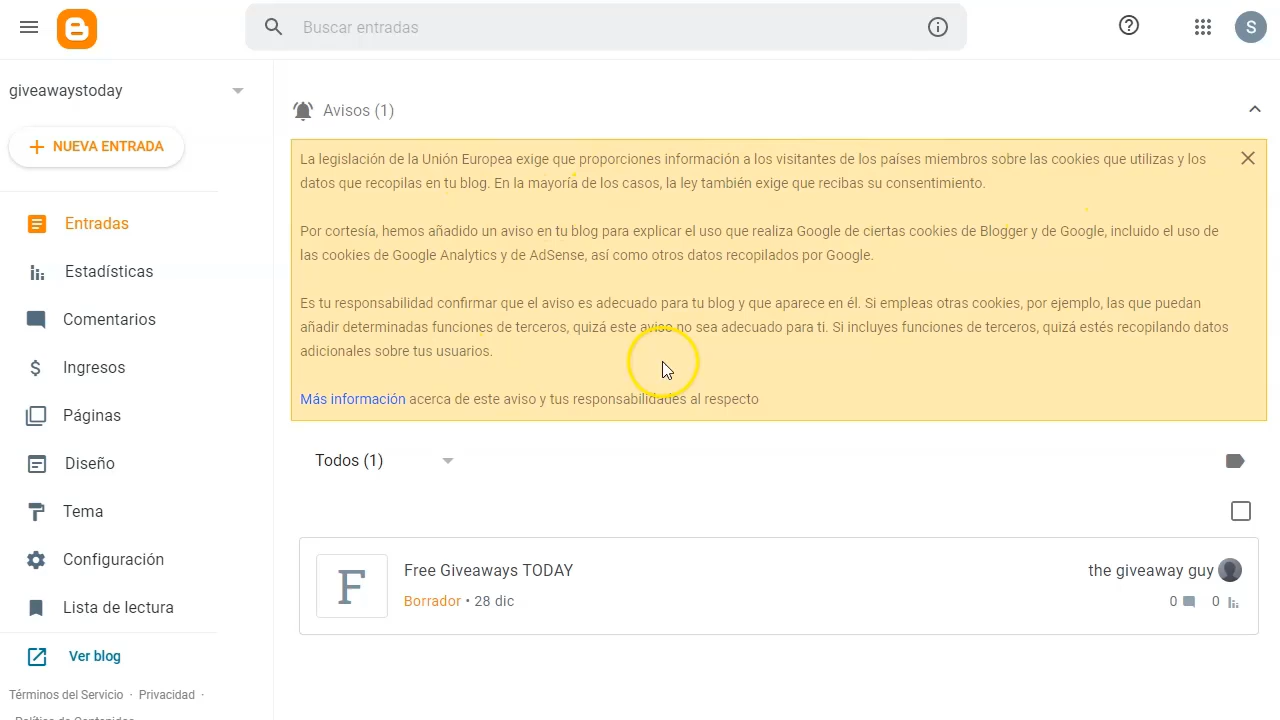 Buscar entradas
S
giveawaystoday
NUEVA ENTRADA
Entradas
Estadísticas
Comentarios
Ingresos
Páginas
Diseño
Tema
Configuración
Lista de lectura
Ver blog
Términos del Servicio · Privacidad ·
Política de Contenidos
Avisos (1)
La legislación de la Unión Europea exige que proporciones información a los visitantes de los países miembros sobre las cookies que utilizas y los
datos que recopilas en tu blog. En la mayoría de los casos, la ley también exige que recibas su consentimiento.
Por cortesía, hemos añadido un aviso en tu blog para explicar el uso que realiza Google de ciertas cookies de Blogger y de Google, incluido el uso de
las cookies de Google Analytics y de AdSense, así como otros datos recopilados por Google.
Es tu responsabilidad confirmar que el aviso es adecuado para tu blog y que aparece en él. Si empleas otras cookies, por ejemplo, las que puedan
añadir determinadas funciones de terceros, quizá este aviso no sea adecuado para ti. Si incluyes funciones de terceros, quizá estés recopilando datos
adicionales sobre tus usuarios.
Más información acerca de este aviso y tus responsabilidades al respecto
Todos (1)
F
Free Giveaways TODAY
the giveaway guy
Borrador • 28 dic
0 0